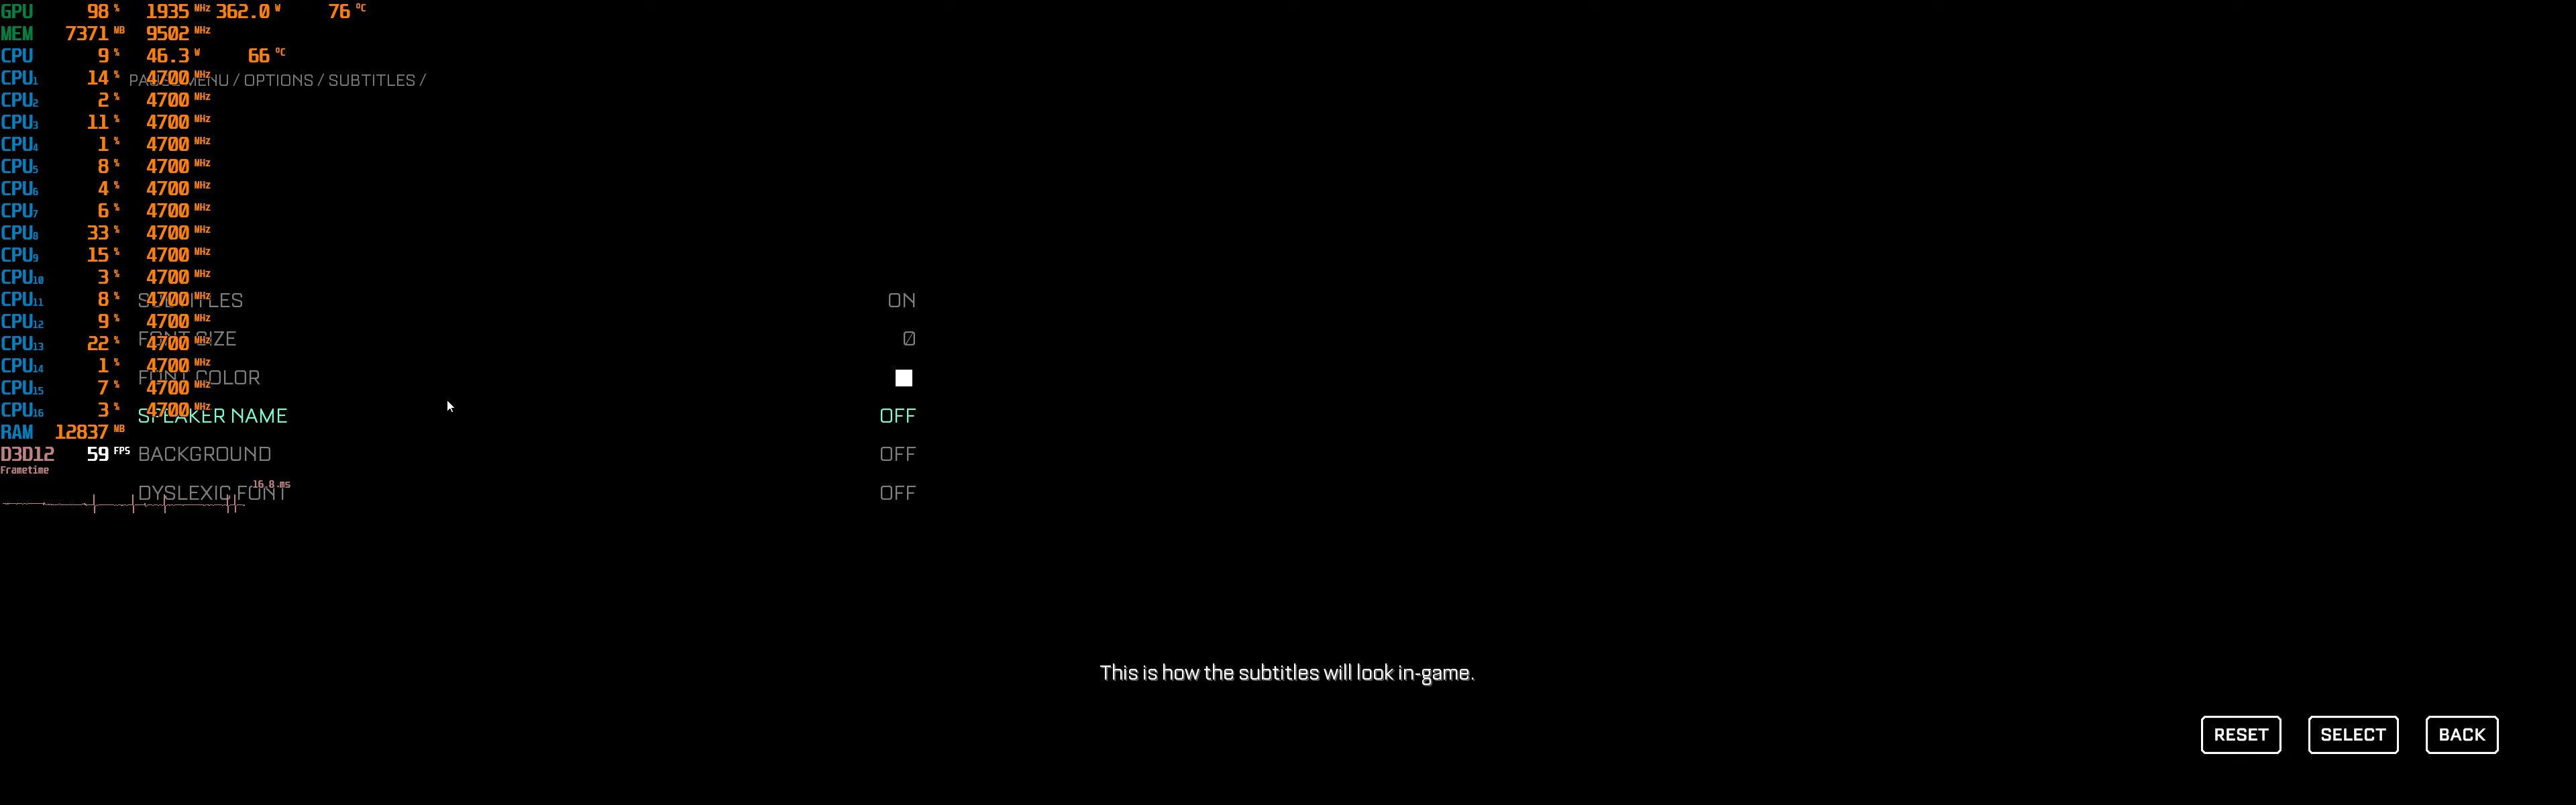 GPU 98 % 1935 MHz 362.0 W 76 °C
MEM 7371 MB 9502 MHz
CPU 9 % 46.3 W 66 °C
CPU1 14 % 4700 MHz
PAUSE MENU / OPTIONS / SUBTITLES /
CPU2 2 % 4700 MHz
CPU3 11 % 4700 MHz
CPU4 1 % 4700 MHz
CPU5 8 % 4700 MHz
CPU6 4 % 4700 MHz
CPU7 6 % 4700 MHz
CPU8 33 % 4700 MHz
CPU9 15 % 4700 MHz
CPU10 3 % 4700 MHz
CPU11 8 % 4700 MHz
SUBTITLES ON
CPU12 9 % 4700 MHz
FONT SIZE 0
CPU13 22 % 4700 MHz
CPU14 1 % 4700 MHz
FONT COLOR
CPU15 7 % 4700 MHz
CPU16 3 % 4700 MHz
SPEAKER NAME OFF
RAM 12837 MB
D3D12 59 FPS
BACKGROUND OFF
Frametime
16.8 ms
DYSLEXIC FONT OFF
This is how the subtitles will look in-game.
RESET SELECT BACK